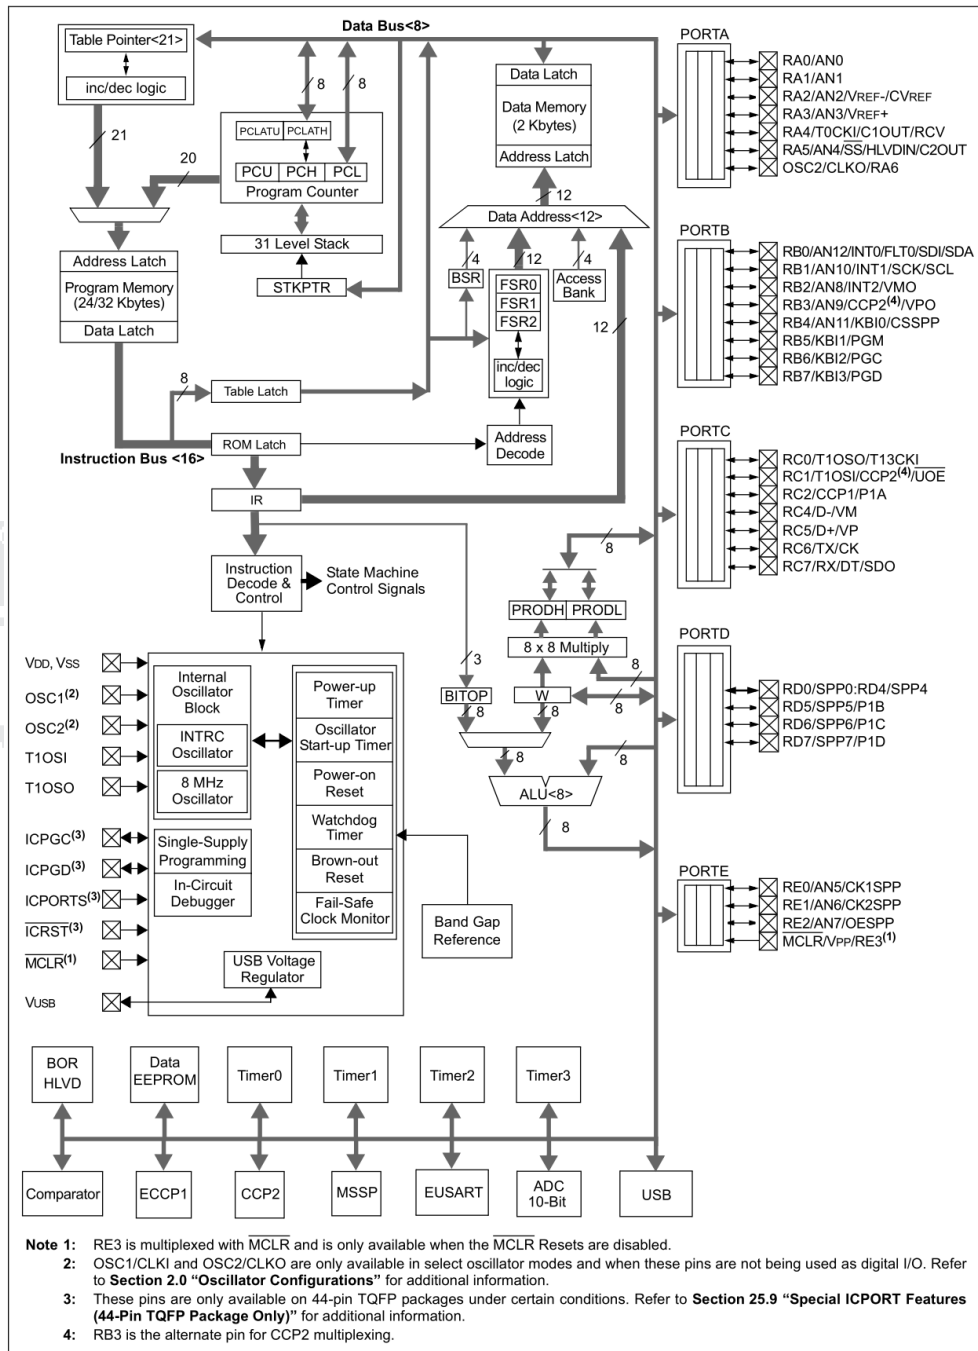 Data Bus<8>
Table Pointer<21>
inc/dec logic
21
20
8
8
PCLATU PCLATH
PCU PCH PCL
Program Counter
31 Level Stack
STKPTR
Address Latch
Program Memory
(24/32 Kbytes)
Data Latch
8
Table Latch
ROM Latch
Instruction Bus <16>
IR
Data Latch
Data Memory
(2 Kbytes)
Address Latch
12
Data Address<12>
4
12
4
BSR
FSR0
FSR1
FSR2
inc/dec
logic
Access
Bank
12
Address
Decode
Instruction
Decode &
Control
State Machine
Control Signals
8
PRODH PRODL
8 x 8 Multiply
3
8
BITOP
W
8
8
8
8
8
ALU<8>
8
VDD, VSS
OSC1(2)
OSC2(2)
T1OSI
T1OSO
ICPGC(3)
ICPGD(3)
ICPORTS(3)
ICRST(3)
MCLR(1)
VUSB
Internal
Oscillator
Block
INTRC
Oscillator
8 MHz
Oscillator
Single-Supply
Programming
In-Circuit
Debugger
Power-up
Timer
Oscillator
Start-up Timer
Power-on
Reset
Watchdog
Timer
Brown-out
Reset
Fail-Safe
Clock Monitor
Band Gap
Reference
USB Voltage
Regulator
PORTA
RA0/AN0
RA1/AN1
RA2/AN2/VREF-/CVREF
RA3/AN3/VREF+
RA4/T0CKI/C1OUT/RCV
RA5/AN4/SS/HLVDIN/C2OUT
OSC2/CLKO/RA6
PORTB
RB0/AN12/INT0/FLT0/SDI/SDA
RB1/AN10/INT1/SCK/SCL
RB2/AN8/INT2/VMO
RB3/AN9/CCP2(4)/VPO
RB4/AN11/KBI0/CSSPP
RB5/KBI1/PGM
RB6/KBI2/PGC
RB7/KBI3/PGD
PORTC
RC0/T1OSO/T13CKI
RC1/T1OSI/CCP2(4)/UOE
RC2/CCP1/P1A
RC4/D-/VM
RC5/D+/VP
RC6/TX/CK
RC7/RX/DT/SDO
PORTD
RD0/SPP0:RD4/SPP4
RD5/SPP5/P1B
RD6/SPP6/P1C
RD7/SPP7/P1D
PORTE
RE0/AN5/CK1SPP
RE1/AN6/CK2SPP
RE2/AN7/OESPP
MCLR/VPP/RE3(1)
BOR
HLVD
Data
EEPROM
Timer0
Timer1
Timer2
Timer3
Comparator
ECCP1
CCP2
MSSP
EUSART
ADC
10-Bit
USB
Note 1: RE3 is multiplexed with MCLR and is only available when the MCLR Resets are disabled.
2: OSC1/CLKI and OSC2/CLKO are only available in select oscillator modes and when these pins are not being used as digital I/O. Refer
to Section 2.0 “Oscillator Configurations” for additional information.
3: These pins are only available on 44-pin TQFP packages under certain conditions. Refer to Section 25.9 “Special ICPORT Features
(44-Pin TQFP Package Only)” for additional information.
4: RB3 is the alternate pin for CCP2 multiplexing.